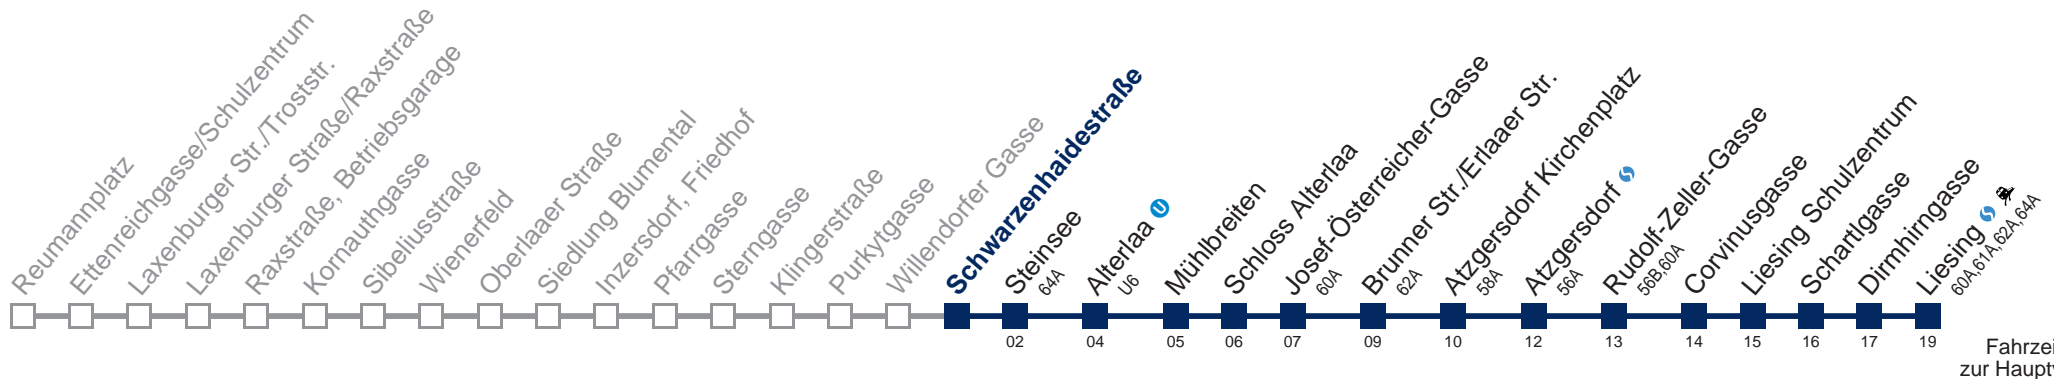 Reumannplatz
Ettenreichgasse/Schulzentrum
Laxenburger Str./Troststr.
Laxenburger Straße/Raxstraße
Raxstraße, Betriebsgarage
Kornauthgasse
Sibeliusstraße
Wienerfeld
Oberlaaer Straße
Siedlung Blumental
Inzersdorf, Friedhof
Pfarrgasse
Sterngasse
Klingerstraße
Purkytgasse
Willendorfer Gasse
Schwarzenhaidestraße
Steinsee
64A
02
Alterlaa U
U6
04
Mühlbreiten
05
Schloss Alterlaa
06
Josef-Österreicher-Gasse
60A
07
Brunner Str./Erlaaer Str.
62A
09
Atzgersdorf Kirchenplatz
58A
10
Atzgersdorf
56A
12
Rudolf-Zeller-Gasse
56B,60A
13
Corvinusgasse
14
Liesing Schulzentrum
15
Schartlgasse
16
Dirmhirngasse
17
Liesing
60A,61A,62A,64A
19
Fahrzei
zur Hauptv